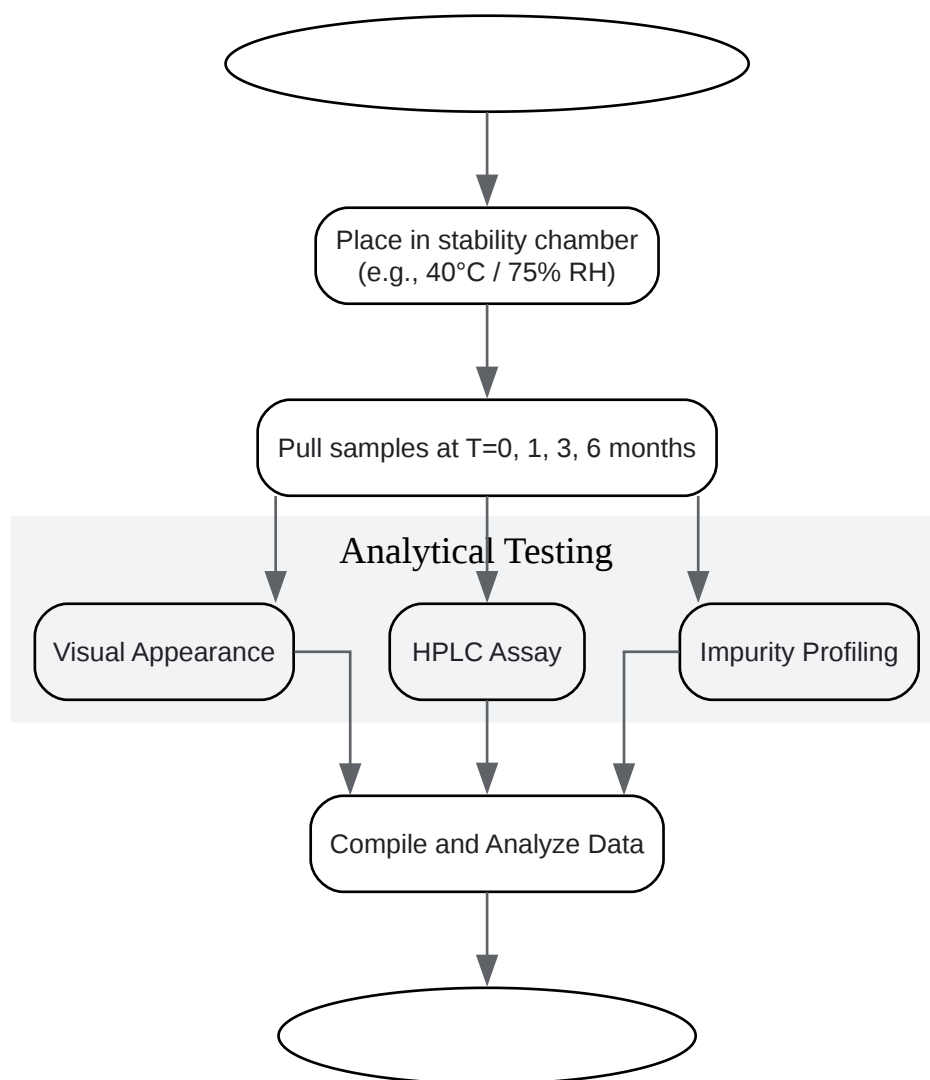 Place in stability chamber
(e.g., 40°C / 75% RH)
Pull samples at T=0, 1, 3, 6 months
Analytical Testing
Visual Appearance
HPLC Assay
Impurity Profiling
Compile and Analyze Data